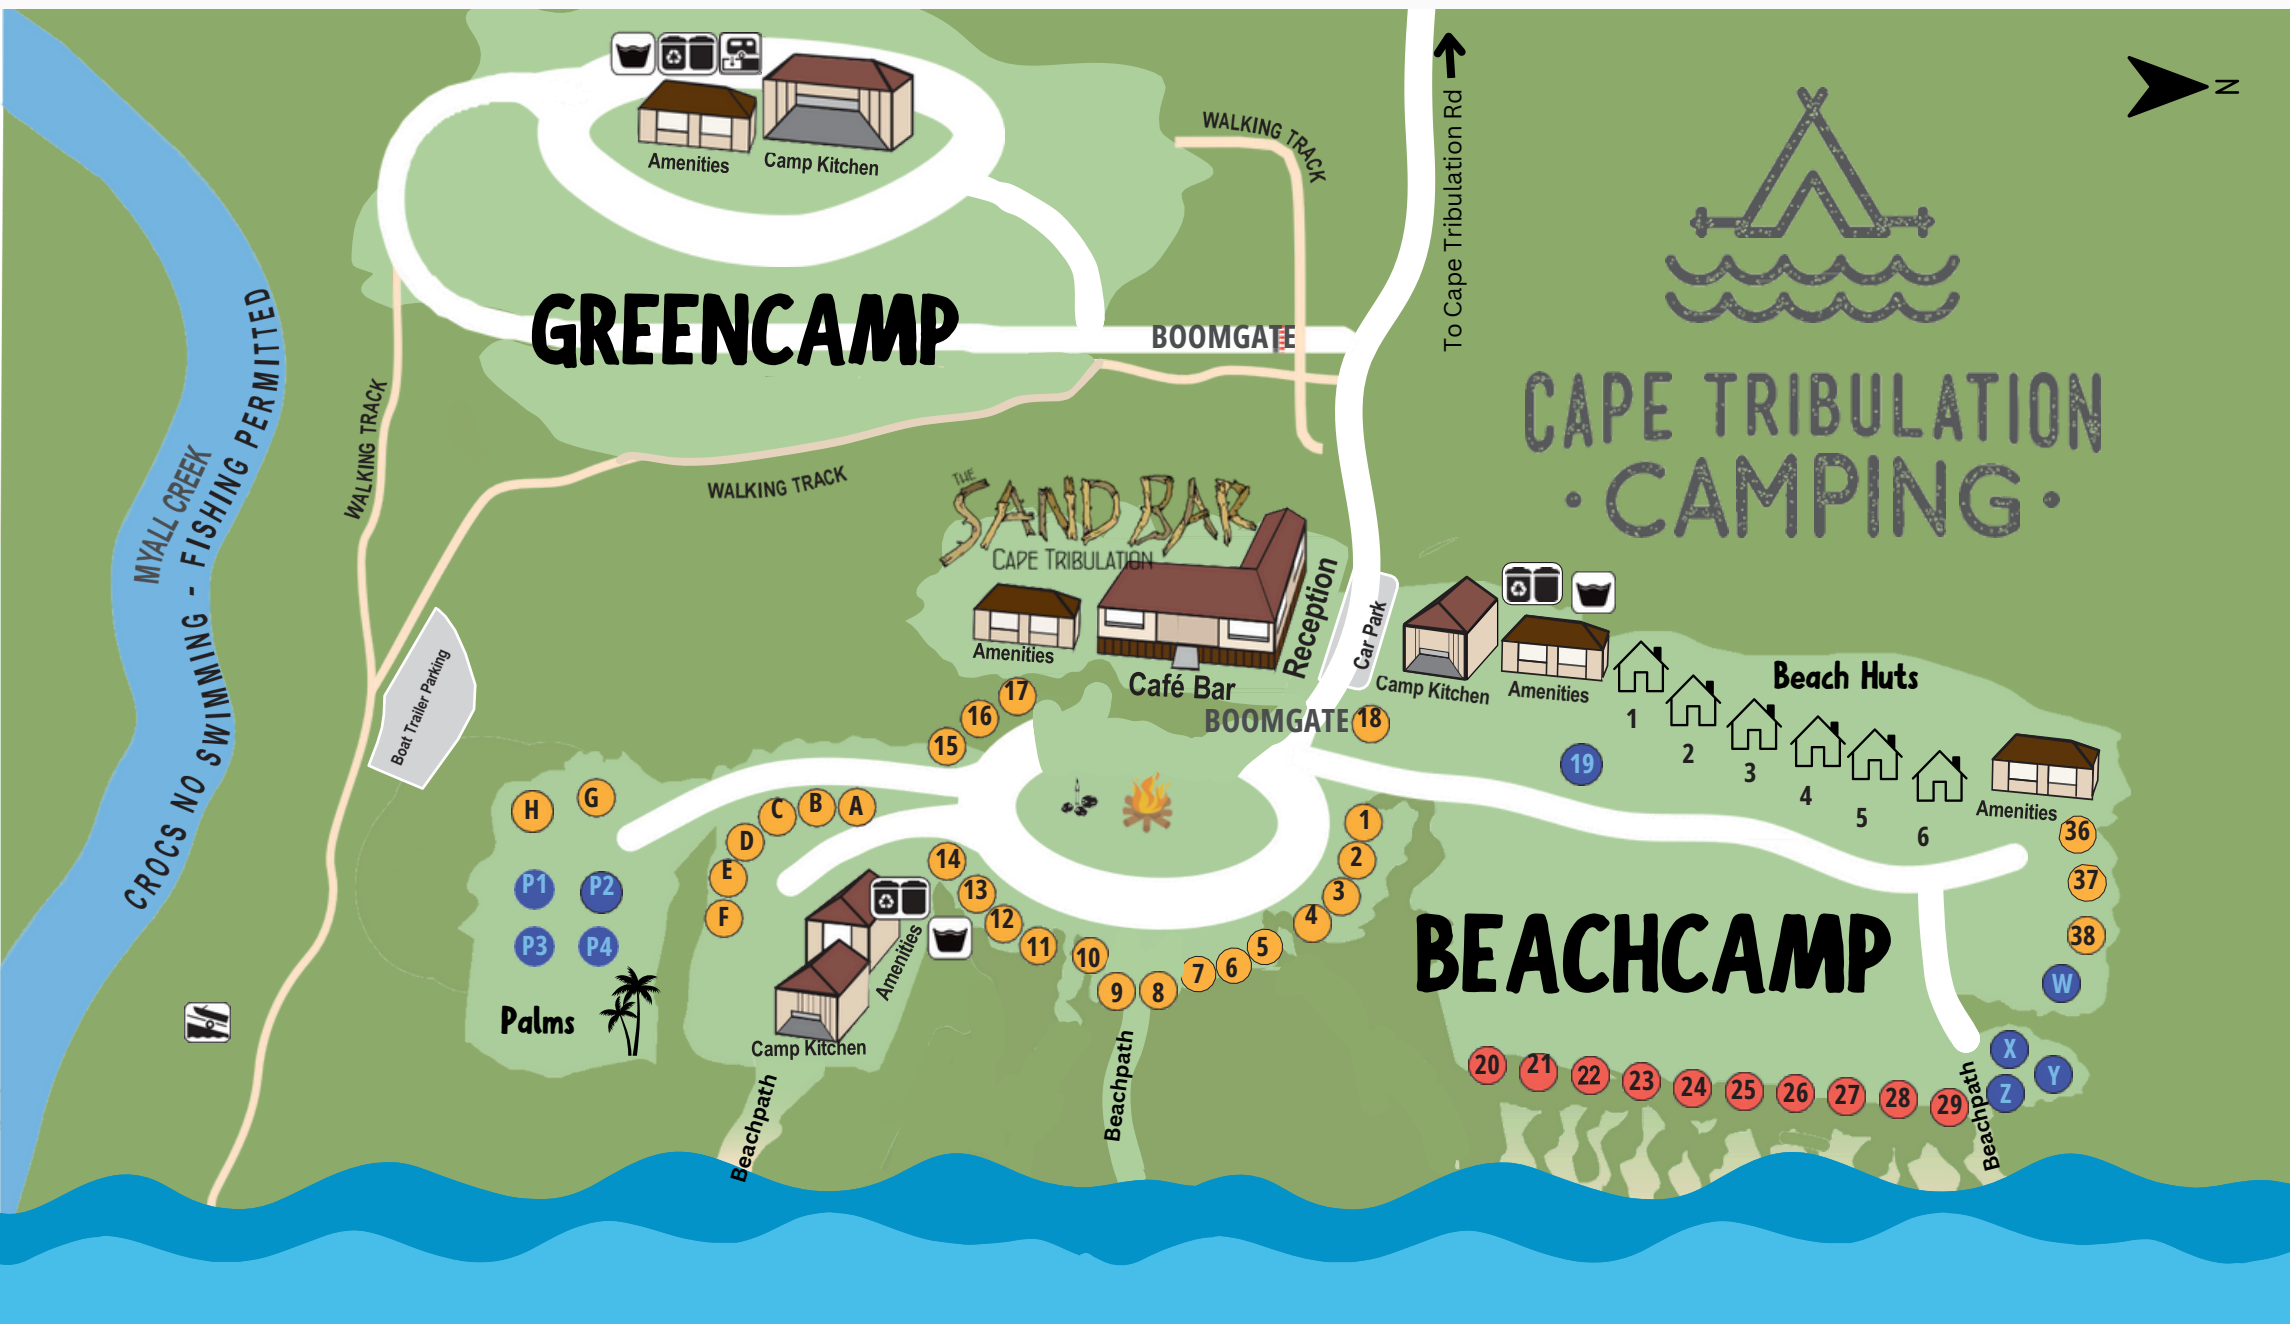 N
WALKING TRACK
To Cape Tribulation Rd
Amenities
Camp Kitchen
GREENCAMP
BOOMGATE
CAPE TRIBULATION
• CAMPING •
MYALL CREEK
CROCS NO SWIMMING - FISHING PERMITTED
WALKING TRACK
WALKING TRACK
THE
SAND BAR
CAPE TRIBULATION
Amenities
Café Bar
Reception
Car Park
Camp Kitchen
Amenities
Beach Huts
1
2
3
4
5
6
Amenities
Boat Trailer Parking
BOOMGATE
18
17
16
15
19
H
G
C
B
A
D
E
F
P1
P2
P3
P4
Palms
14
13
12
11
10
9
8
7
6
5
4
3
2
1
Amenities
Camp Kitchen
BEACHCAMP
36
37
38
W
X
Y
Z
20
21
22
23
24
25
26
27
28
29
Beachpath
Beachpath
Beachpath